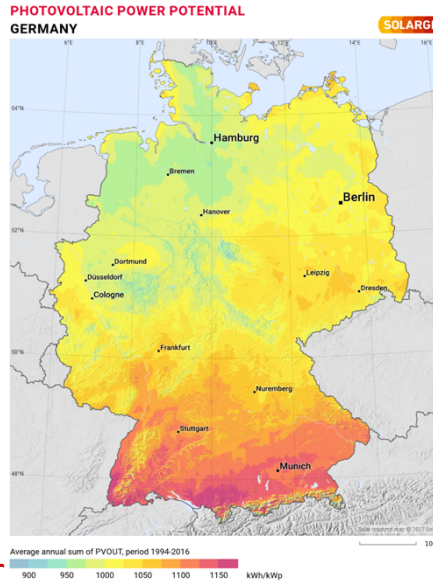 PHOTOVOLTAIC POWER POTENTIAL
GERMANY
SOLARG
6°E 8°E 10°E 12°E 14°E 16°E
54°N
Hamburg
Bremen
Berlin
Hanover
52°N
Dortmund
Leipzig
Düsseldorf
Dresden
Cologne
50°N
Frankfurt
Nuremberg
Stuttgart
Munich
48°N
Average annual sum of PVOUT, period 1994-2016
10
900 950 1000 1050 1100 1150 kWh/kWp